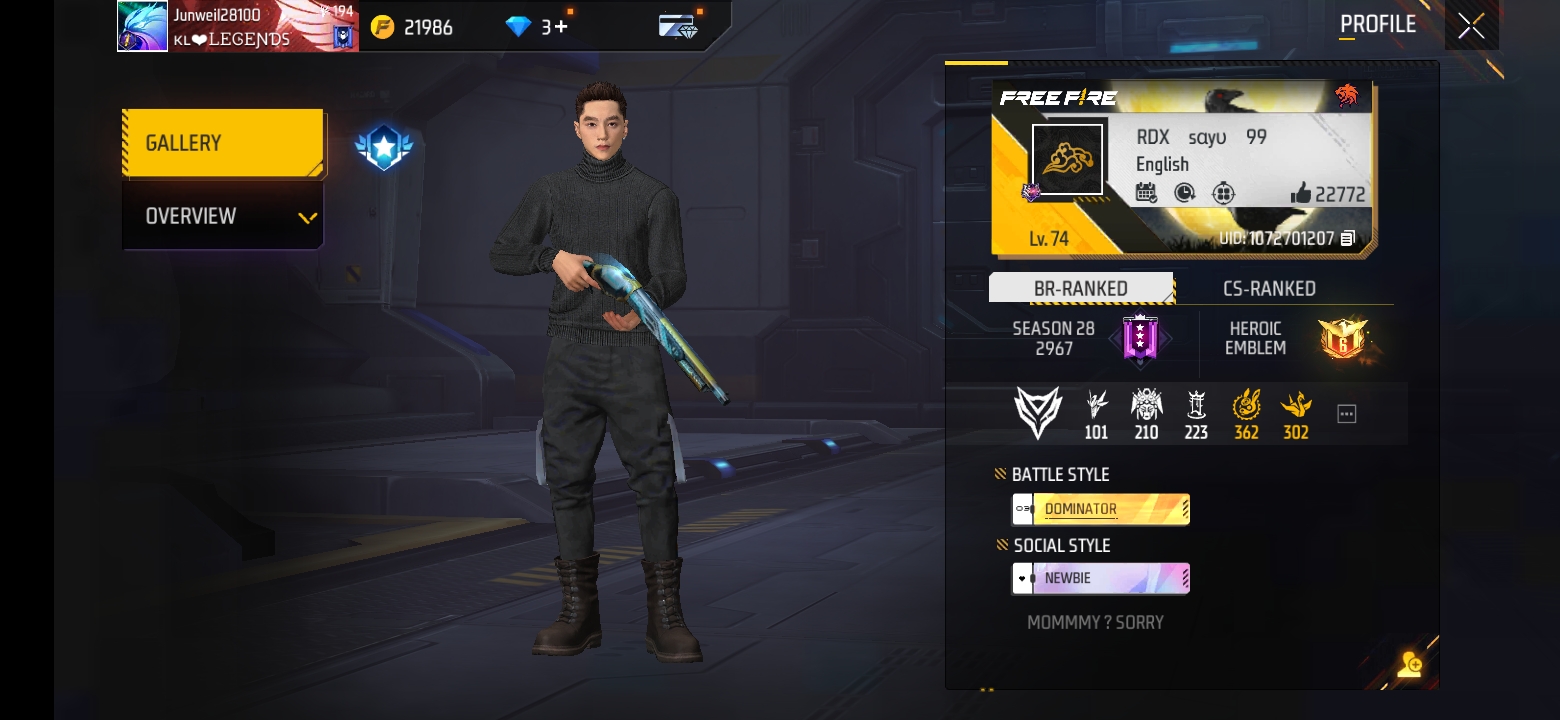 Junweil28100
194
KL❤LEGENDS
21986
3+
PROFILE
GALLERY
OVERVIEW
FREE FIRE
RDX sayu 99
English
22772
Lv. 74
UID: 1072701207
BR-RANKED
CS-RANKED
SEASON 28
2967
HEROIC
EMBLEM
6
101 210 223 362 302
BATTLE STYLE
DOMINATOR
SOCIAL STYLE
NEWBIE
MOMMMY ? SORRY